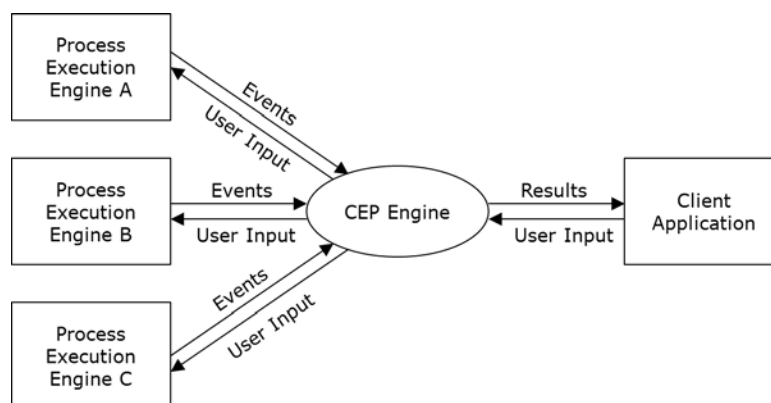 Process
Execution
Engine A
Events
User Input
Process
Execution
Engine B
Events
User Input
CEP Engine
Results
User Input
Client
Application
Process
Execution
Engine C
Events
User Input